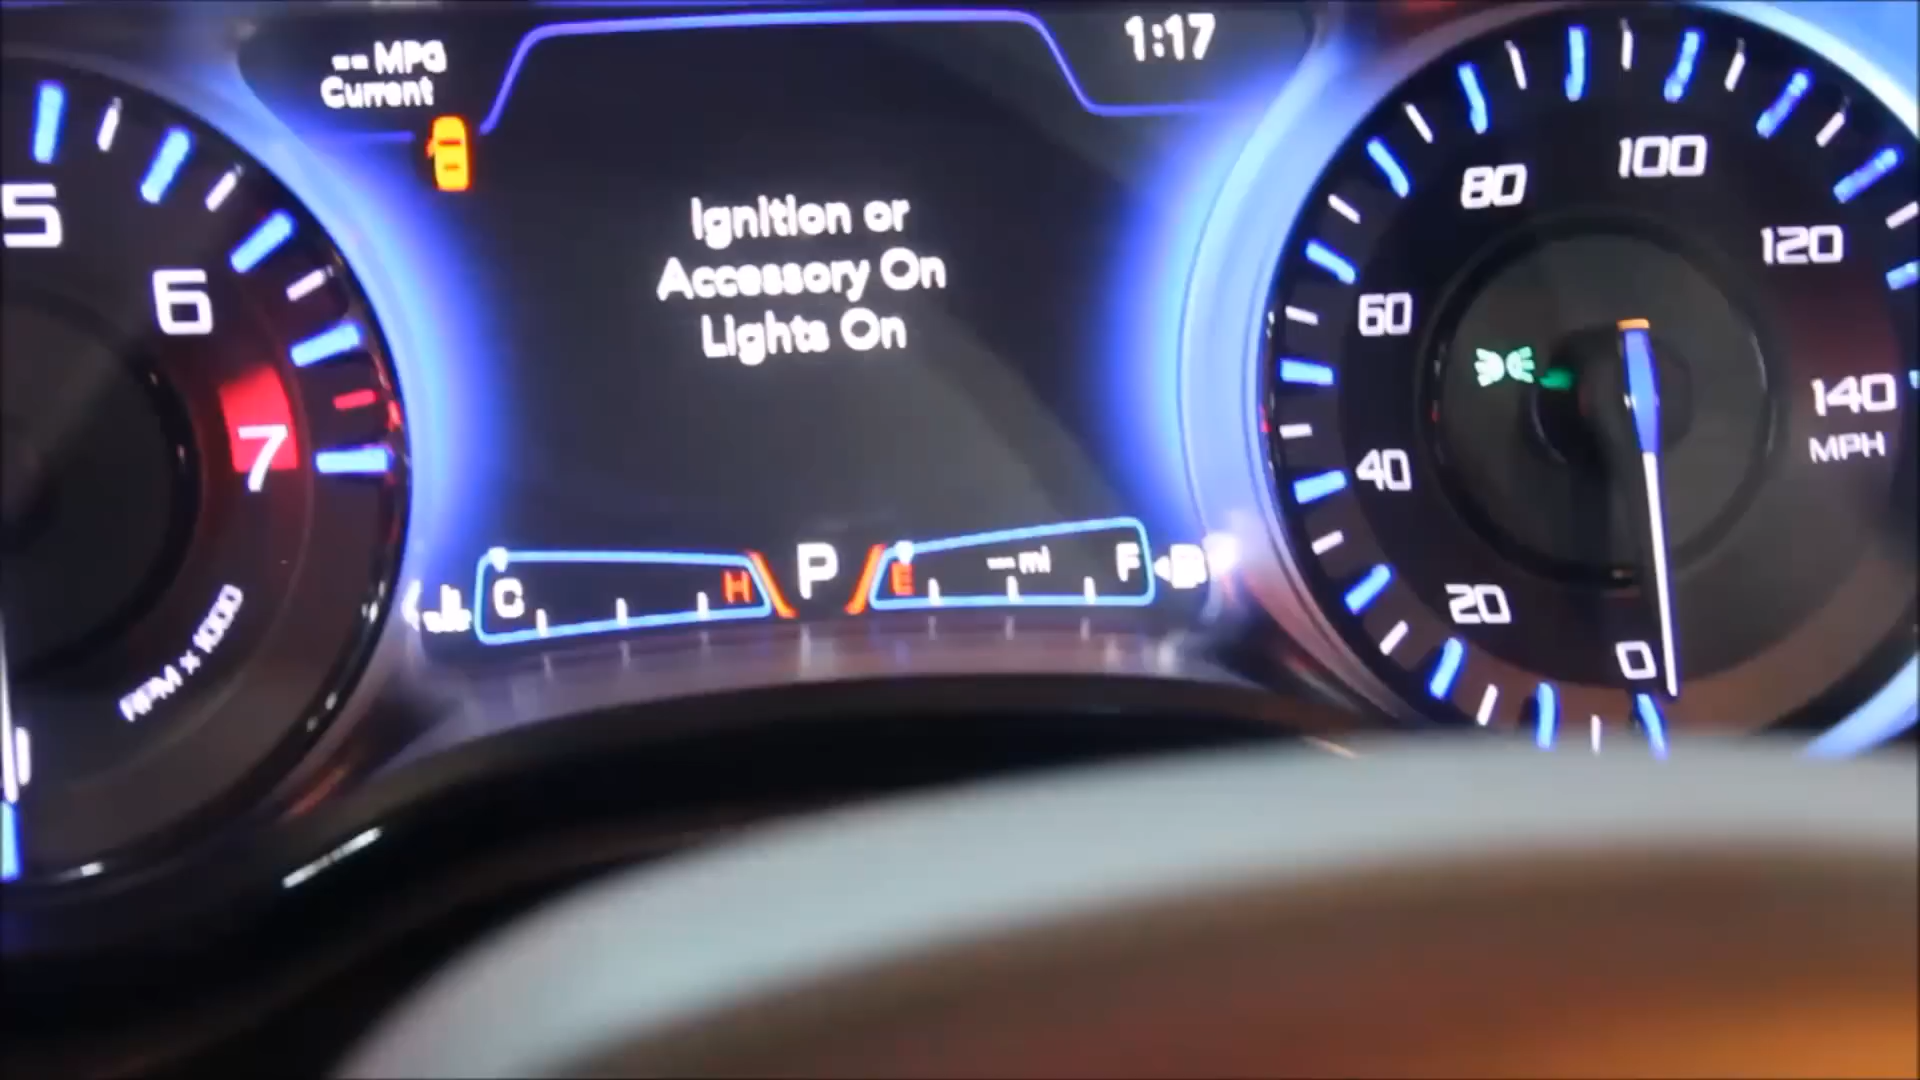 -- MPG
Current
1:17
Ignition or
Accessory On
Lights On
5
6
7
RPM x 1000
C
H
P
E
-- mi
F
0
20
40
60
80
100
120
140
MPH